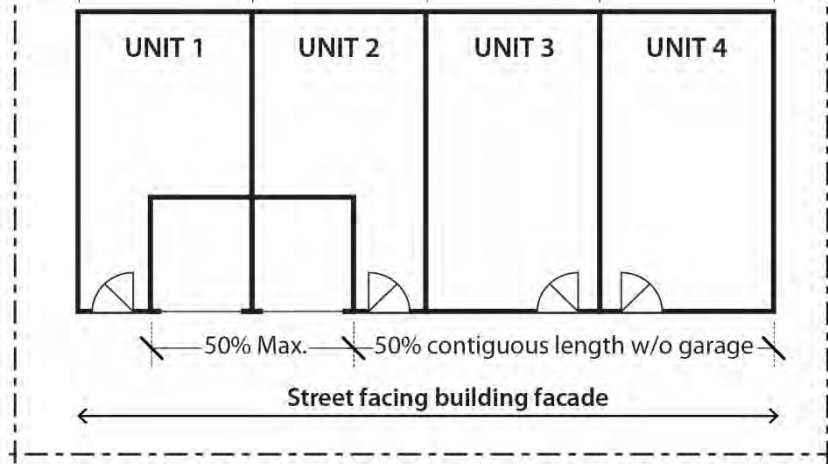 UNIT 1 UNIT 2 UNIT 3 UNIT 4
50% Max. 50% contiguous length w/o garage
Street facing building facade